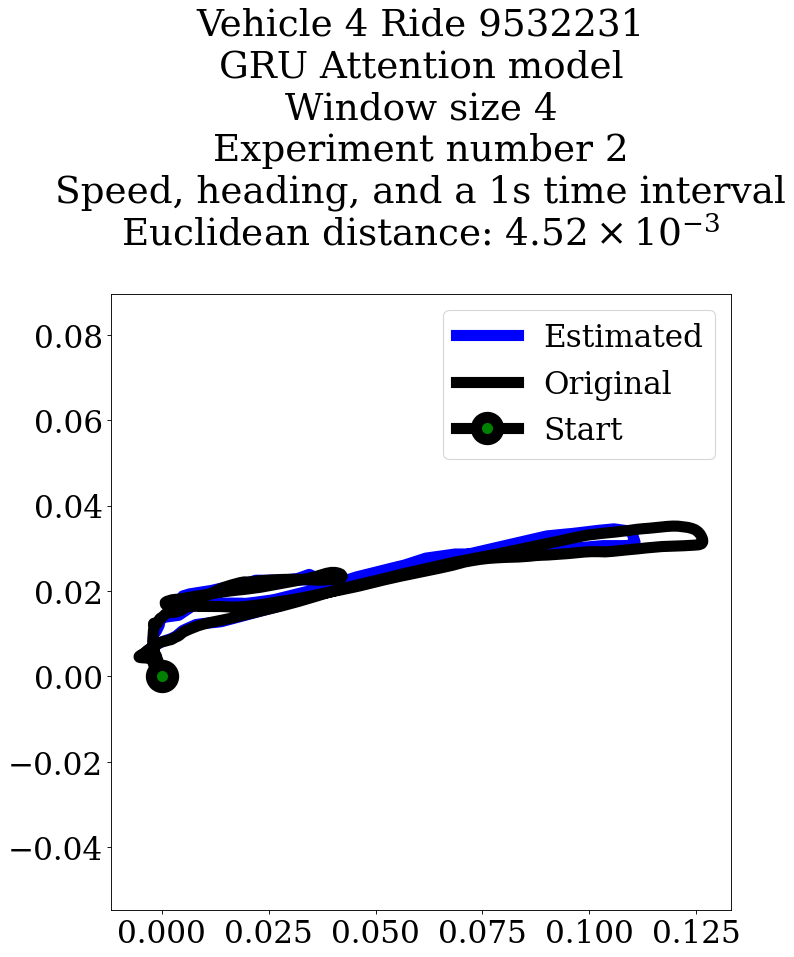 Vehicle 4 Ride 9532231
GRU Attention model
Window size 4
Experiment number 2
Speed, heading, and a 1s time interval
Euclidean distance: 4.52 × 10⁻³
Estimated
Original
Start
0.08
0.06
0.04
0.02
0.00
−0.02
−0.04
0.000 0.025 0.050 0.075 0.100 0.125